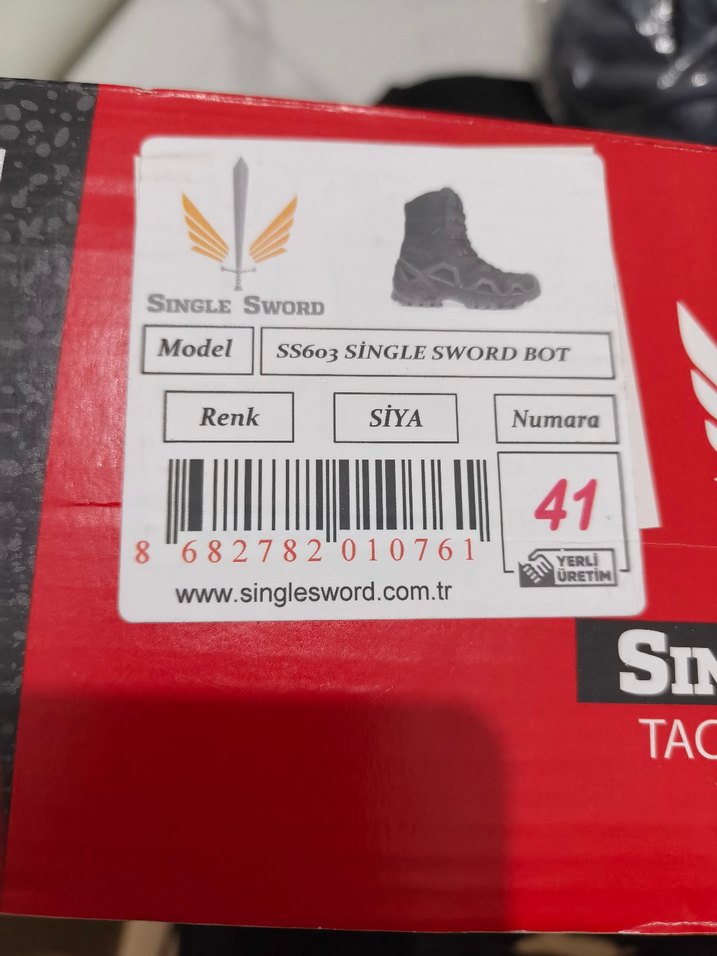 SINGLE SWORD
Model
SS603 SİNGLE SWORD BOT
Renk
SİYA
Numara
41
8 682782 010761
YERLİ
ÜRETİM
www.singlesword.com.tr
SIN
TAC